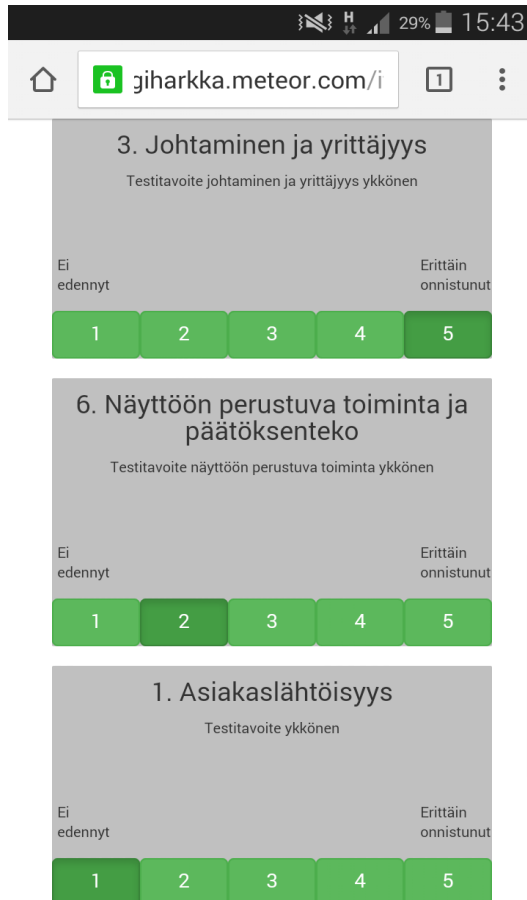 29% 15:43
giharkka.meteor.com/i
1
3. Johtaminen ja yrittäjyys
Testitavoite johtaminen ja yrittäjyys ykkönen
Ei edennyt
Erittäin onnistunut
1 2 3 4 5
6. Näyttöön perustuva toiminta ja
päätöksenteko
Testitavoite näyttöön perustuva toiminta ykkönen
Ei edennyt
Erittäin onnistunut
1 2 3 4 5
1. Asiakaslähtöisyys
Testitavoite ykkönen
Ei edennyt
Erittäin onnistunut
1 2 3 4 5